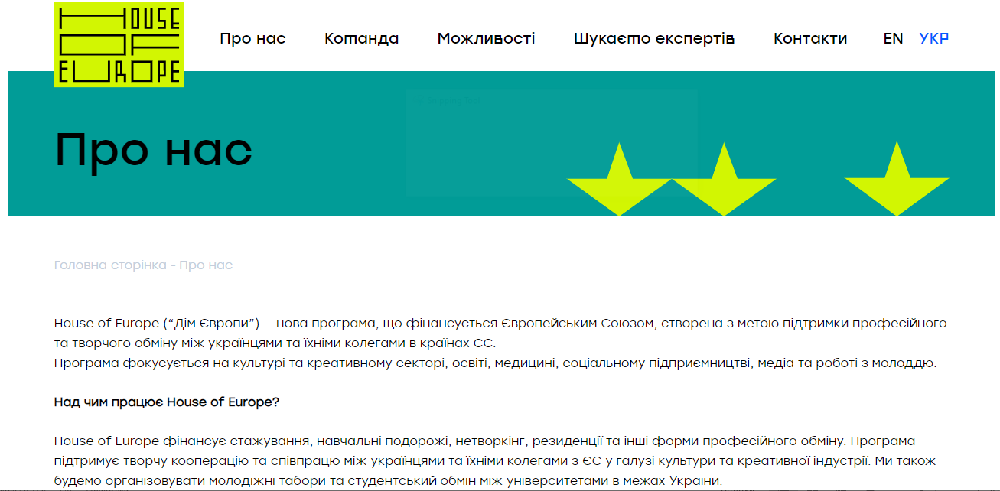 HOUSE
OF
EUROPE
Про нас Команда Можливості Шукаємо експертів Контакти EN УКР
Про нас
Головна сторінка - Про нас
House of Europe (“Дім Європи”) – нова програма, що фінансується Європейським Союзом, створена з метою підтримки професійного
та творчого обміну між українцями та їхніми колегами в країнах ЄС.
Програма фокусується на культурі та креативному секторі, освіті, медицині, соціальному підприємництві, медіа та роботі з молоддю.
Над чим працює House of Europe?
House of Europe фінансує стажування, навчальні подорожі, нетворкінг, резиденції та інші форми професійного обміну. Програма
підтримує творчу кооперацію та співпрацю між українцями та їхніми колегами з ЄС у галузі культури та креативної індустрії. Ми також
будемо організовувати молодіжні табори та студентський обмін між університетами в межах України.